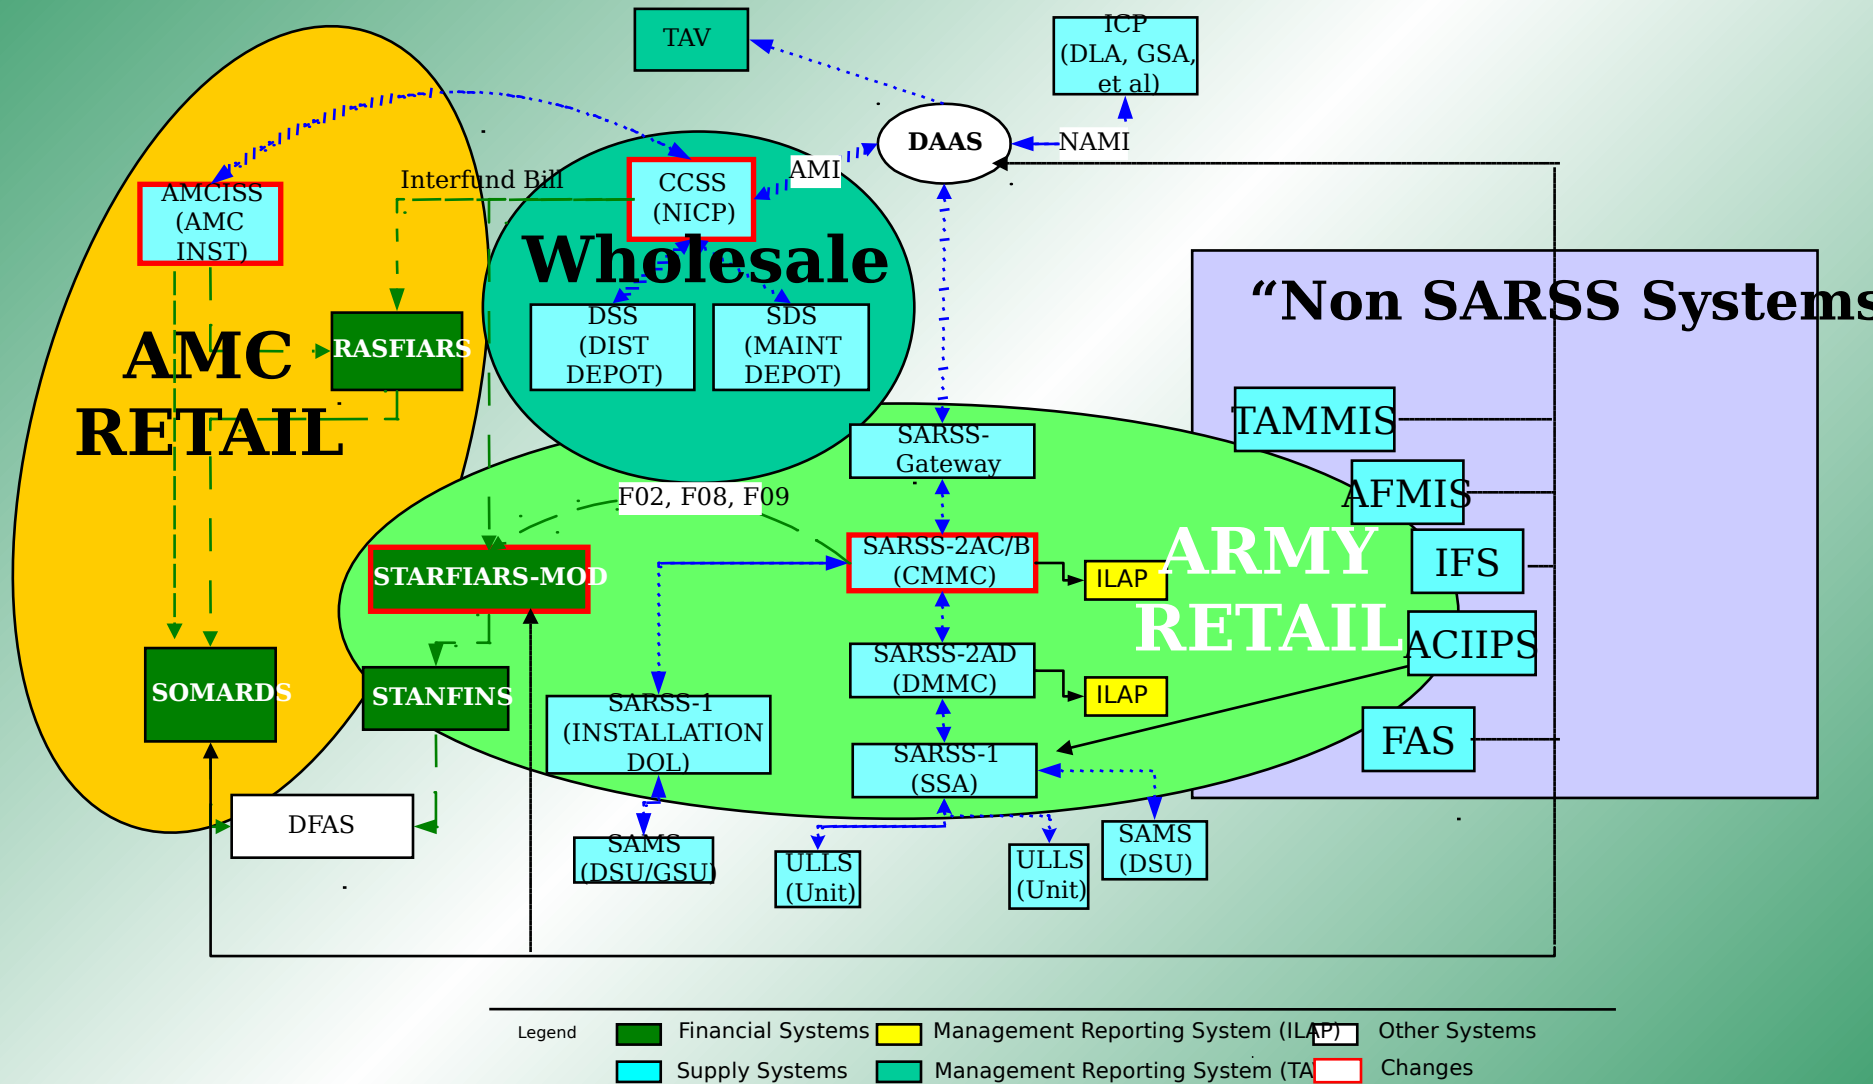 TAV
ICP
(DLA, GSA,
et al)
DAAS
NAMI
AMI
Interfund Bill
CCSS
(NICP)
AMCISS
(AMC
INST)
Wholesale
“Non SARSS Systems
DSS
(DIST
DEPOT)
SDS
(MAINT
DEPOT)
RASFIARS
AMC
RETAIL
TAMMIS
SARSS-
Gateway
AFMIS
F02, F08, F09
ARMY
RETAIL
SARSS-2AC/B
(CMMC)
ILAP
IFS
STARFIARS-MOD
ACIIPS
SARSS-2AD
(DMMC)
ILAP
SOMARDS
STANFINS
SARSS-1
(INSTALLATION
DOL)
FAS
SARSS-1
(SSA)
DFAS
SAMS
(DSU/GSU)
ULLS
(Unit)
ULLS
(Unit)
SAMS
(DSU)
Legend
Financial Systems
Management Reporting System (ILAP)
Other Systems
Supply Systems
Management Reporting System (TA
Changes